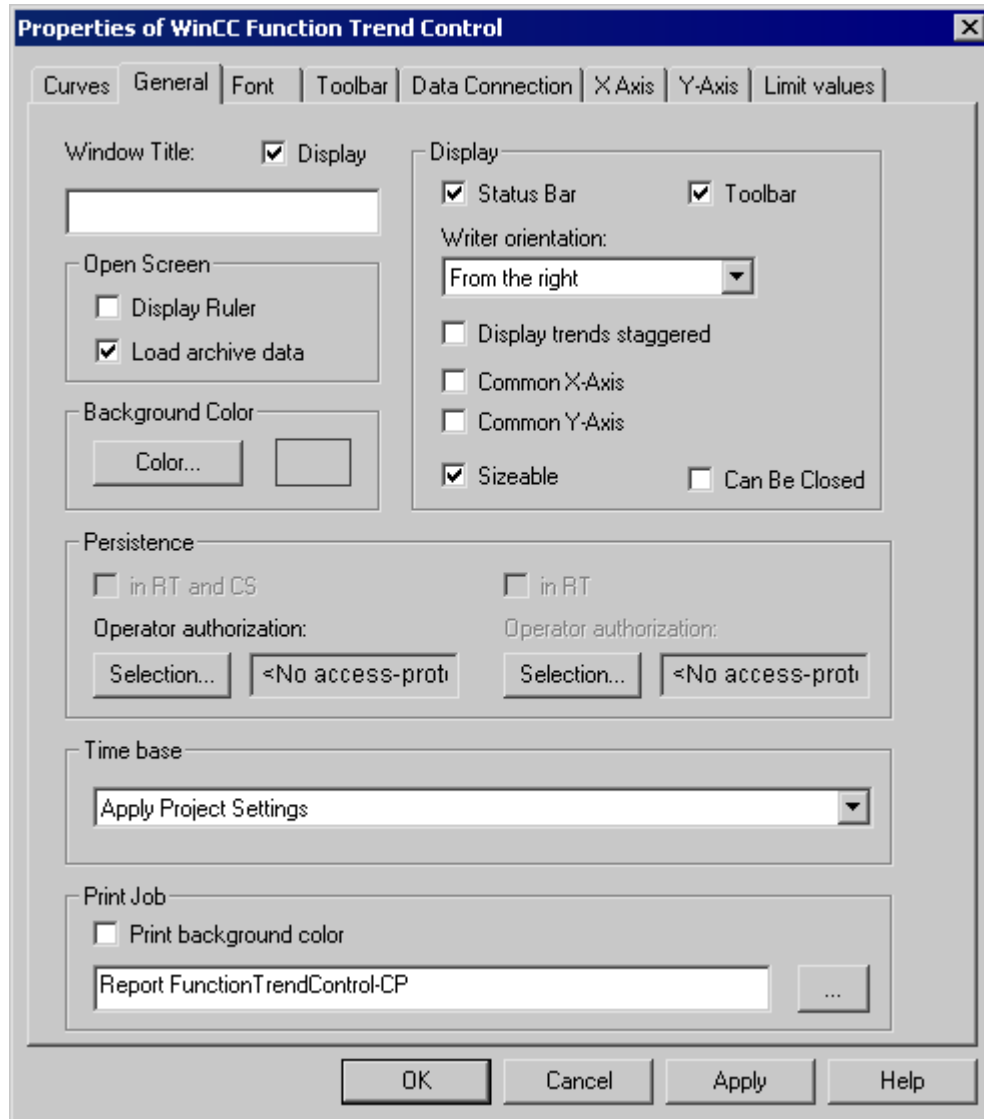 Properties of WinCC Function Trend Control
Curves General Font Toolbar Data Connection X Axis Y-Axis Limit values
Window Title: Display
Display
Status Bar Toolbar
Writer orientation:
From the right
Display trends staggered
Common X-Axis
Common Y-Axis
Sizeable Can Be Closed
Open Screen
Display Ruler
Load archive data
Background Color
Color...
Persistence
in RT and CS in RT
Operator authorization: Operator authorization:
Selection... <No access-prot Selection... <No access-prot
Time base
Apply Project Settings
Print Job
Print background color
Report FunctionTrendControl-CP
...
OK Cancel Apply Help